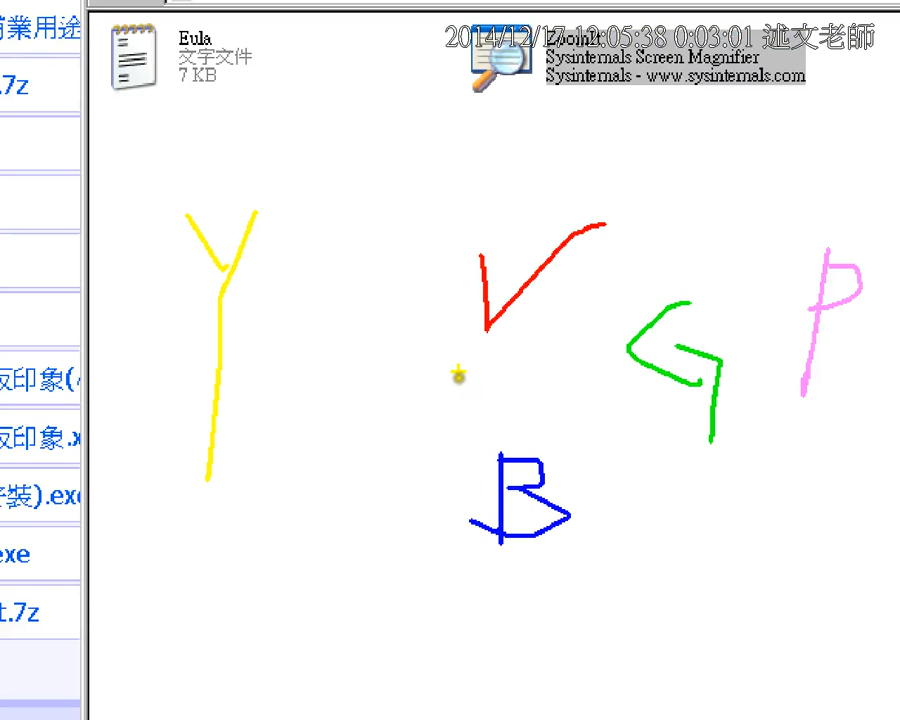 商業用途
.7z
版印象(
版印象.x
安裝).exe
exe
t.7z
Eula
文字文件
7 KB
2014/12/17 12:05:38 0:03:01 述文老師
ZoomIt
Sysinternals Screen Magnifier
Sysinternals - www.sysinternals.com
Y
V
G
P
B